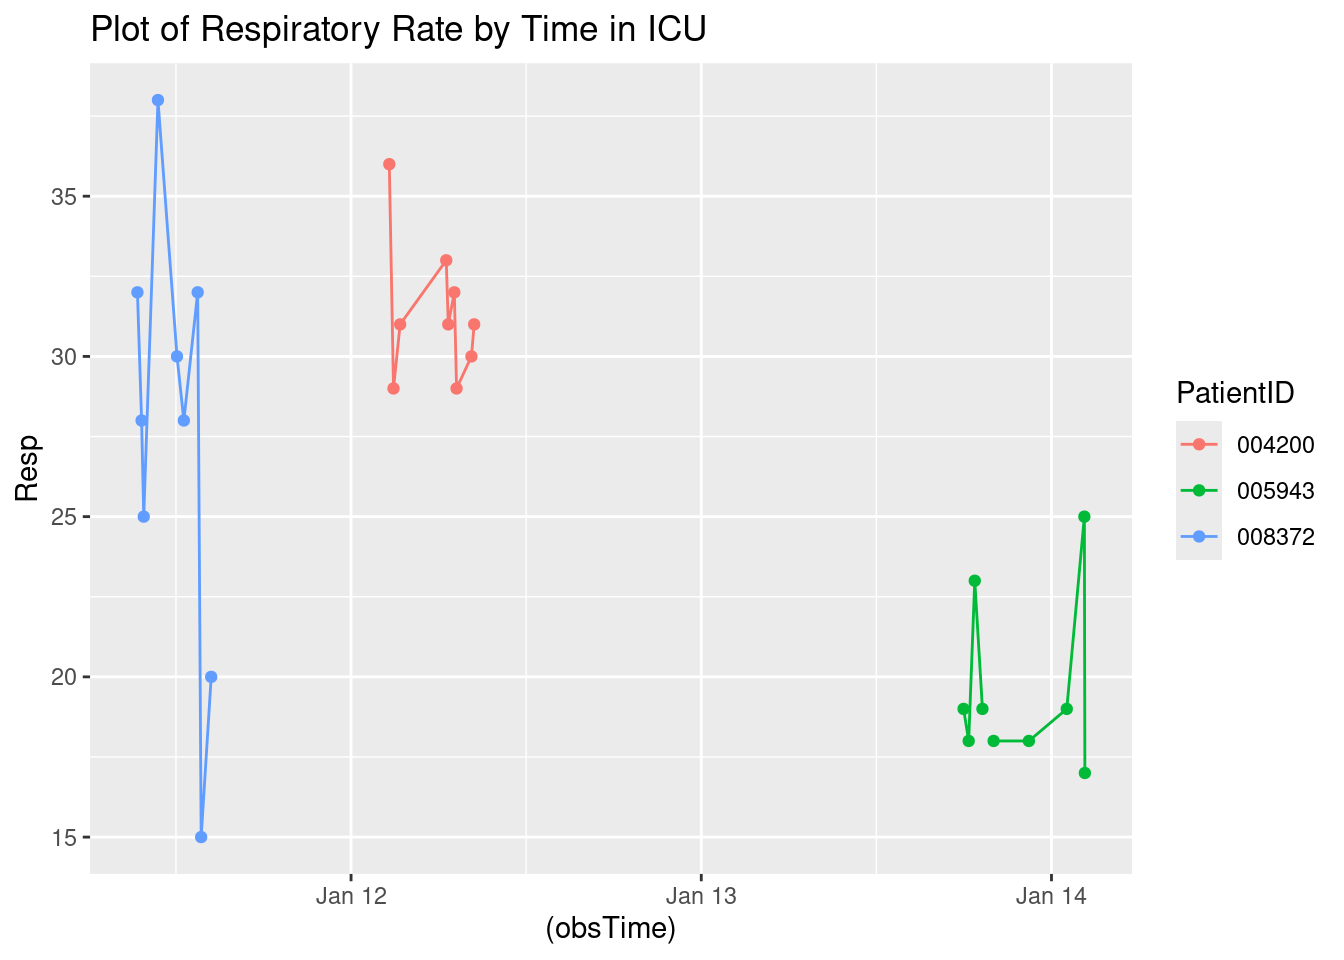 Plot of Respiratory Rate by Time in ICU
35
30
25
20
15
Resp
Jan 12
Jan 13
Jan 14
(obsTime)
PatientID
004200
005943
008372